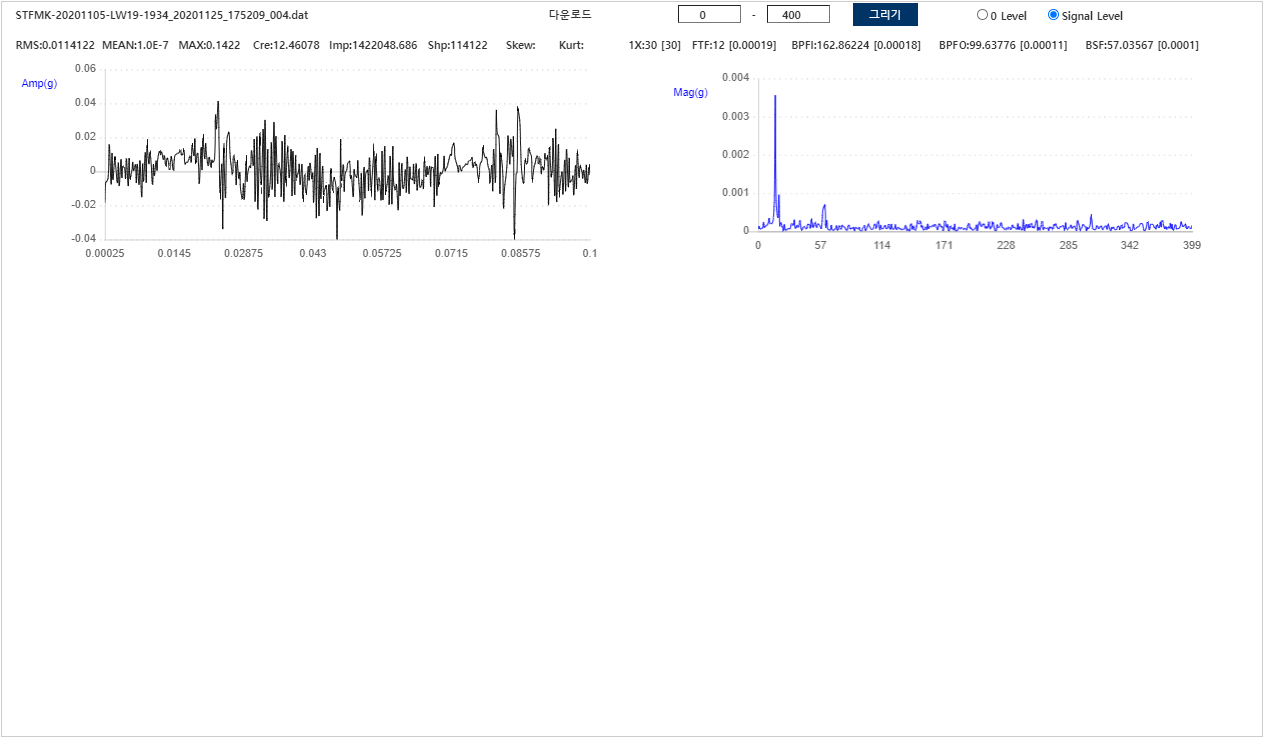 STFMK-20201105-LW19-1934_20201125_175209_004.dat 다운로드 0 - 400 그리기 0 Level Signal Level
RMS:0.0114122 MEAN:1.0E-7 MAX:0.1422 Cre:12.46078 Imp:1422048.686 Shp:114122 Skew: Kurt: 1X:30 [30] FTF:12 [0.00019] BPFI:162.86224 [0.00018] BPFO:99.63776 [0.00011] BSF:57.03567 [0.0001]
Amp(g)
0.06
0.04
0.02
0
-0.02
-0.04
0.00025 0.0145 0.02875 0.043 0.05725 0.0715 0.08575 0.1
Mag(g)
0.004
0.003
0.002
0.001
0
0 57 114 171 228 285 342 399